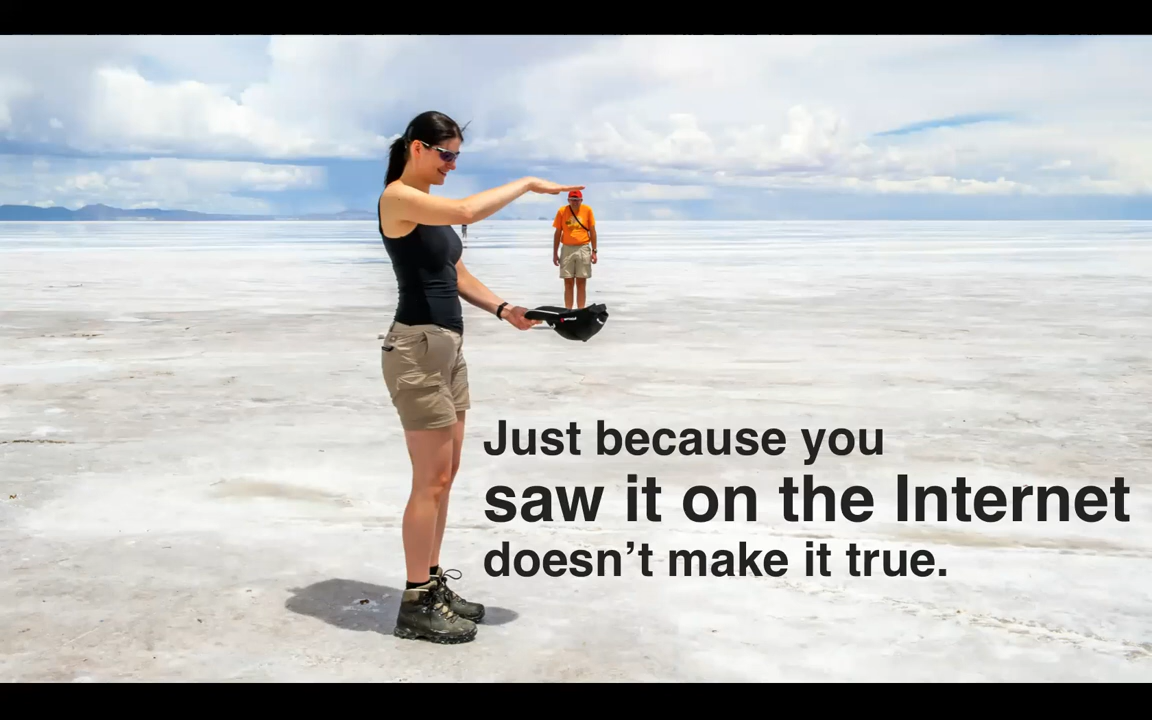 Just because you
saw it on the Internet
doesn’t make it true.